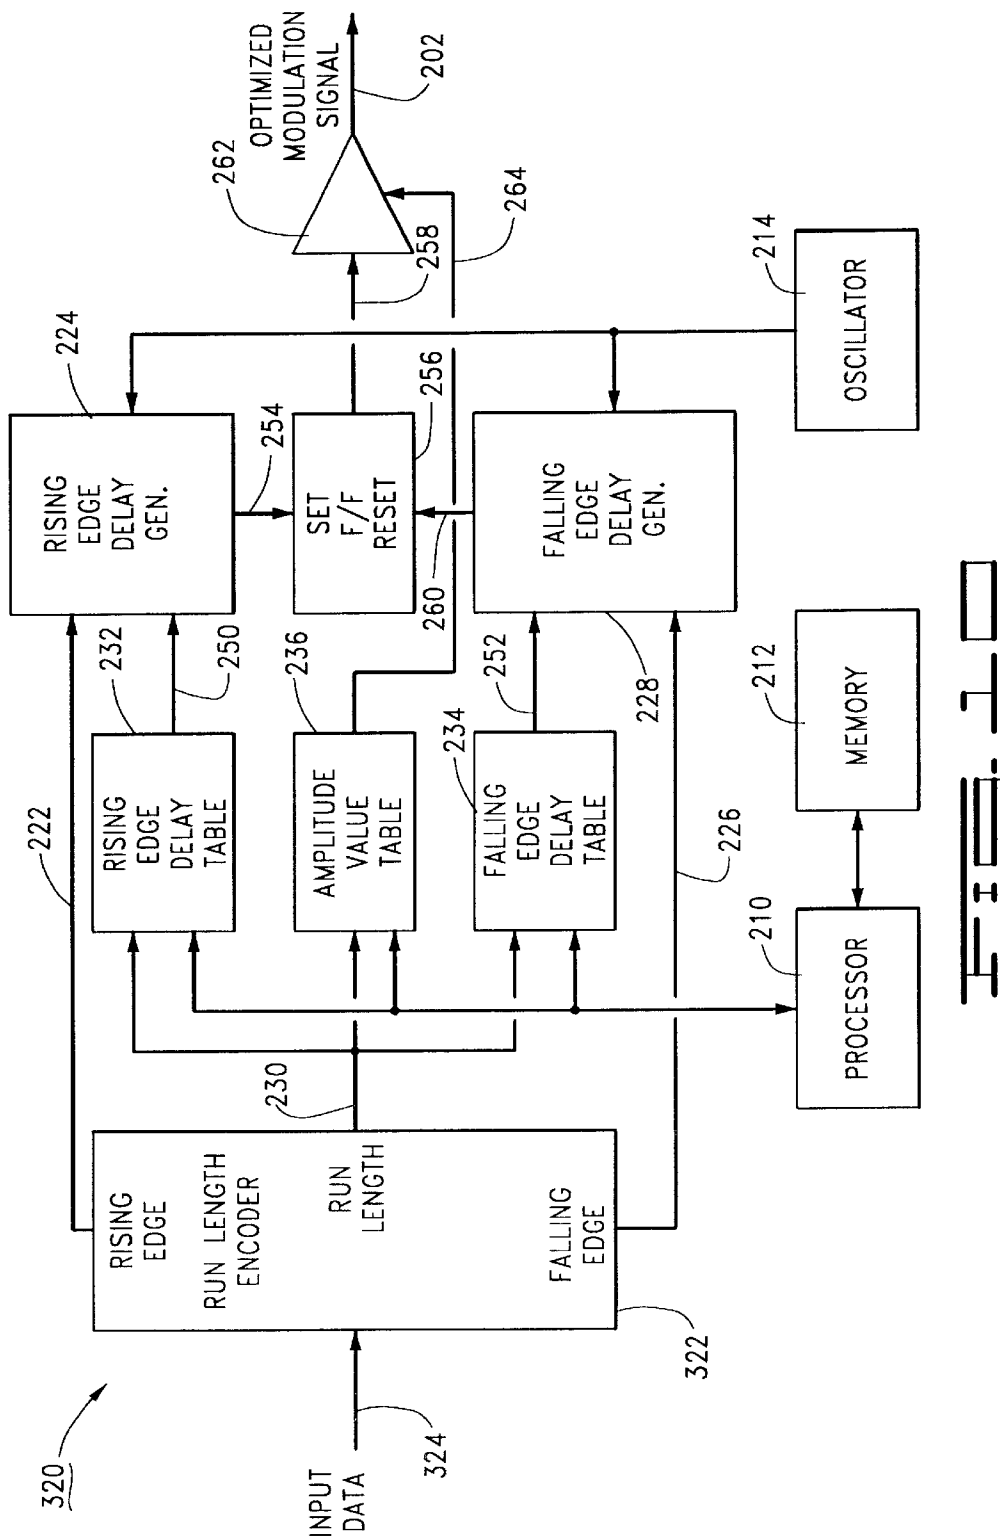 320
INPUT
DATA
324
322
RISING
EDGE
RUN LENGTH
ENCODER
RUN
LENGTH
FALLING
EDGE
222
230
226
232
RISING
EDGE
DELAY
TABLE
250
236
AMPLITUDE
VALUE
TABLE
234
FALLING
EDGE
DELAY
TABLE
252
224
RISING
EDGE
DELAY
GEN.
254
SET
F/F
RESET
256
260
FALLING
EDGE
DELAY
GEN.
228
258
262
264
OPTIMIZED
MODULATION
SIGNAL
202
210
PROCESSOR
212
MEMORY
214
OSCILLATOR
FIG. 10